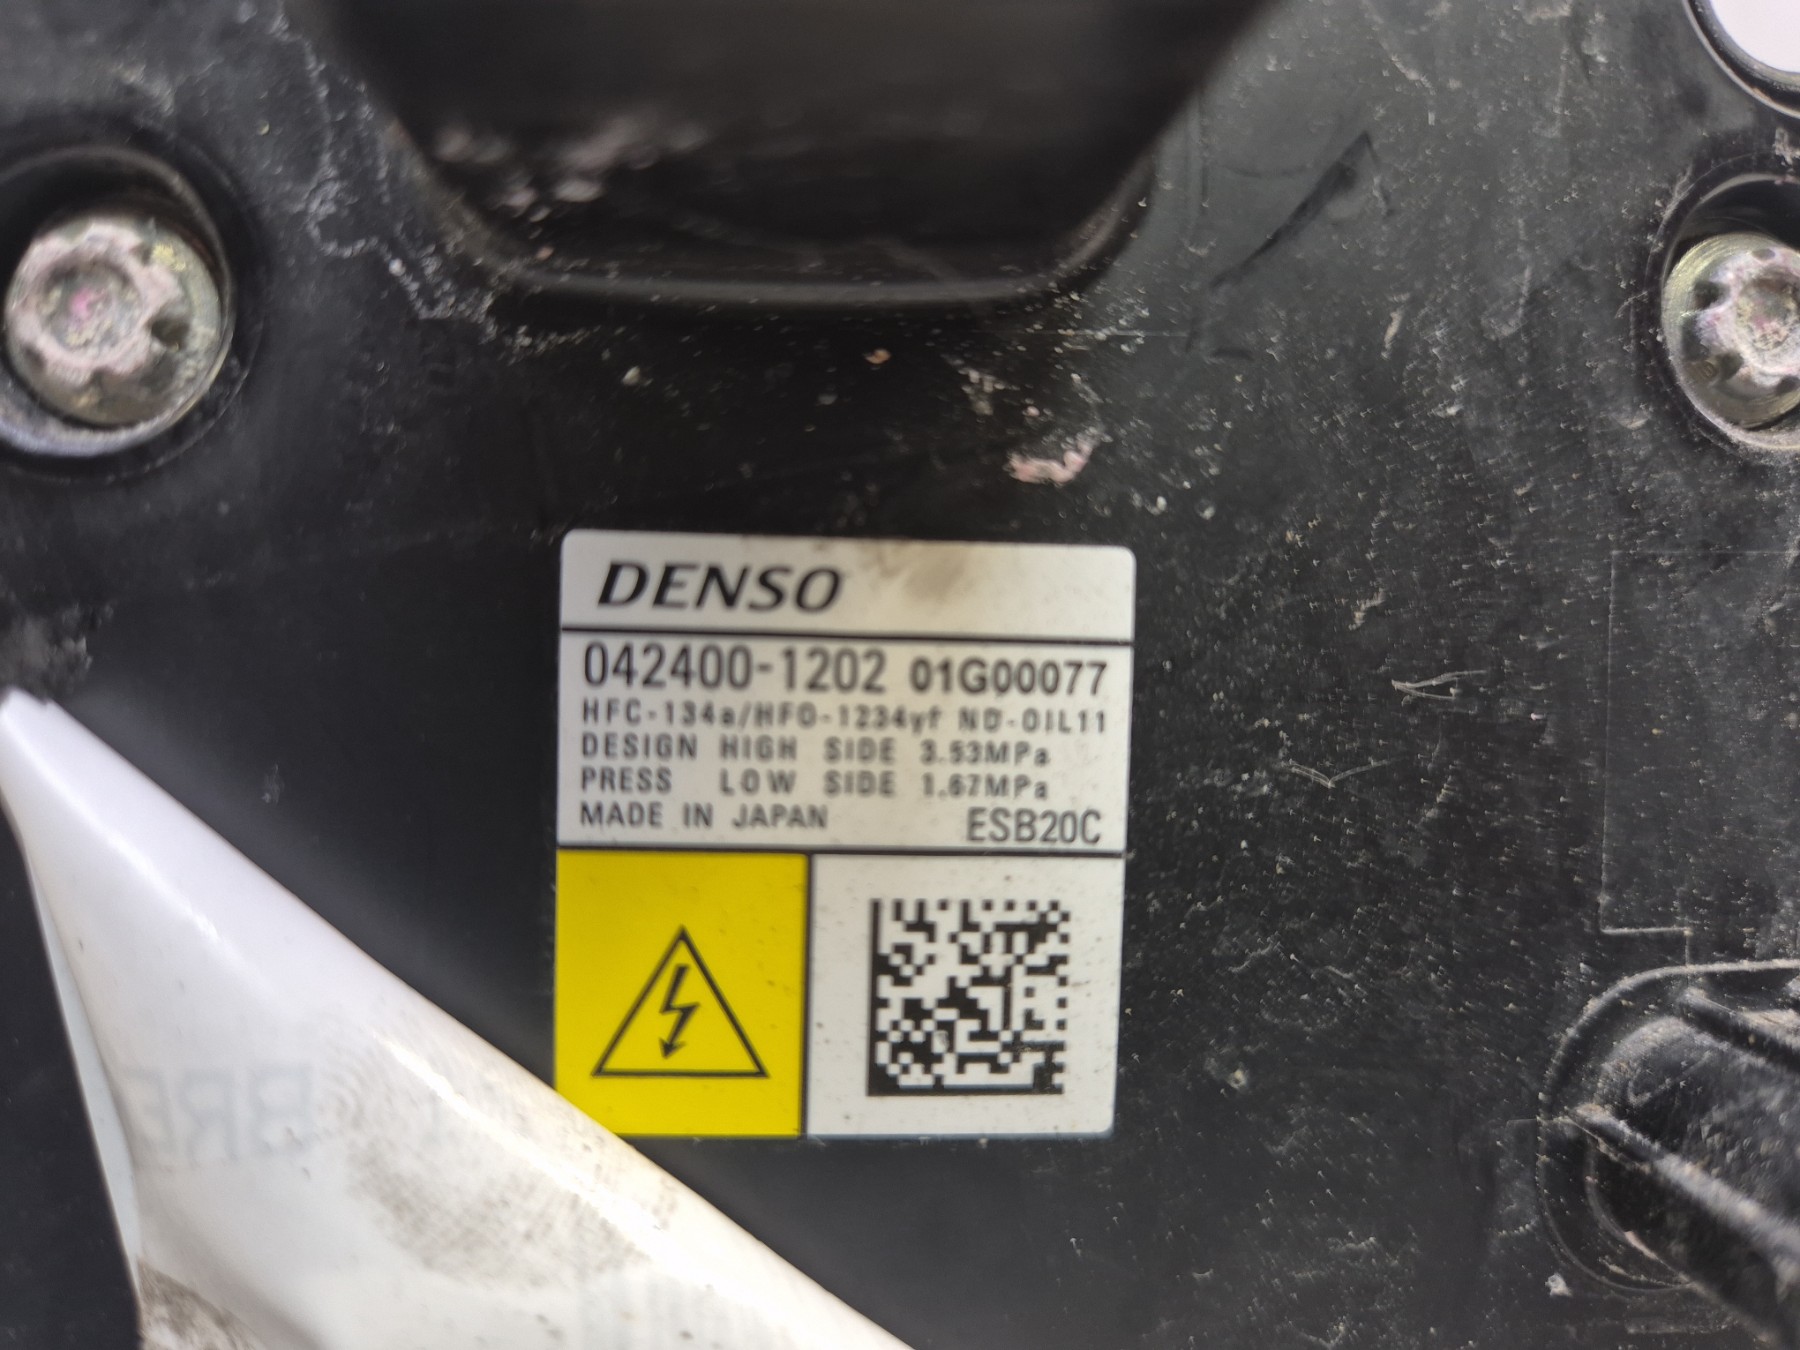 DENSO
042400-1202 01G00077
HFC-134a/HFO-1234yf ND-OIL11
DESIGN HIGH SIDE 3.53MPa
PRESS LOW SIDE 1.67MPa
MADE IN JAPAN ESB20C